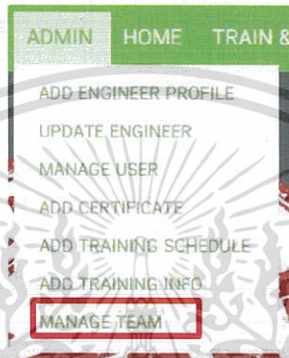 ADMIN HOME TRAIN &
ADD ENGINEER PROFILE
UPDATE ENGINEER
MANAGE USER
ADD CERTIFICATE
ADD TRAINING SCHEDULE
ADD TRAINING INFO
MANAGE TEAM